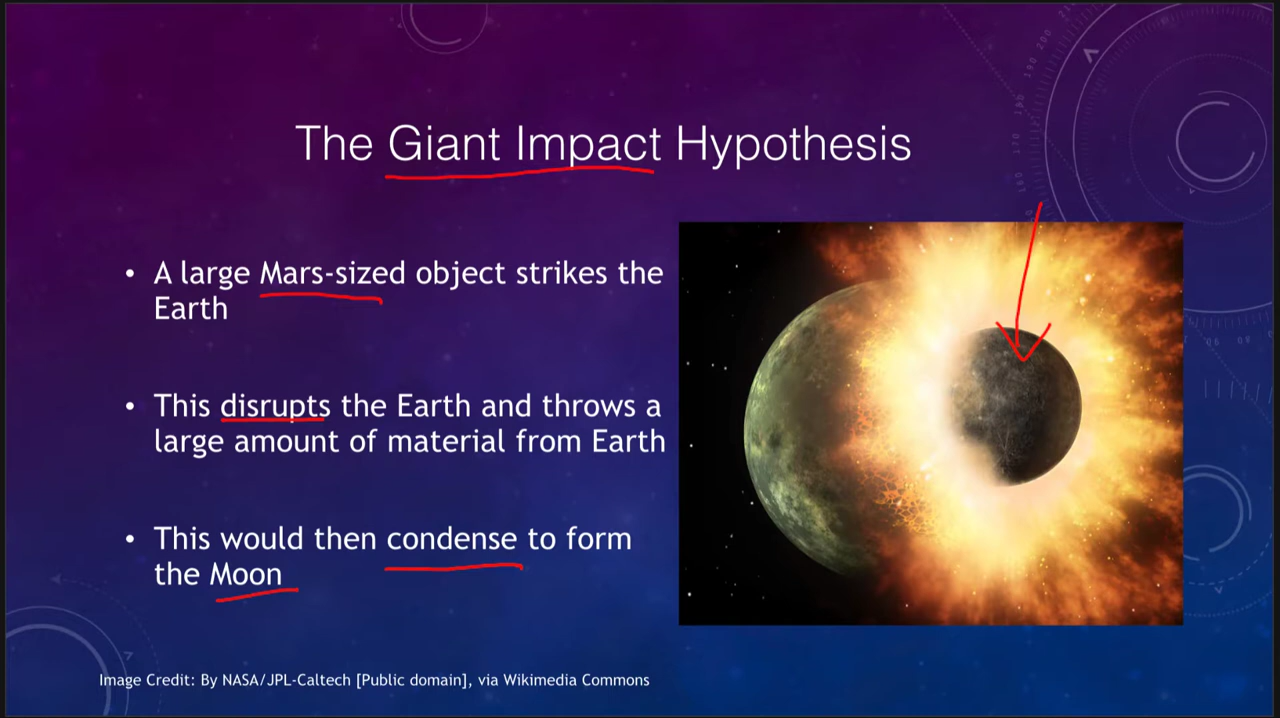 The Giant Impact Hypothesis
• A large Mars-sized object strikes the
Earth
• This disrupts the Earth and throws a
large amount of material from Earth
• This would then condense to form
the Moon
Image Credit: By NASA/JPL-Caltech [Public domain], via Wikimedia Commons